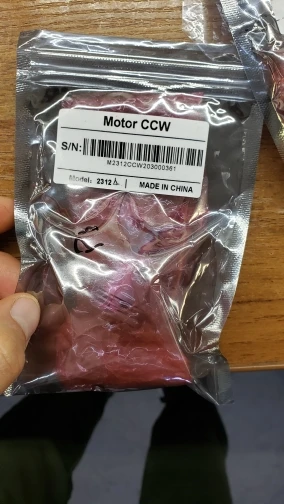 Motor CCW
S/N:
M2312CCW203000361
Model: 2312
MADE IN CHINA